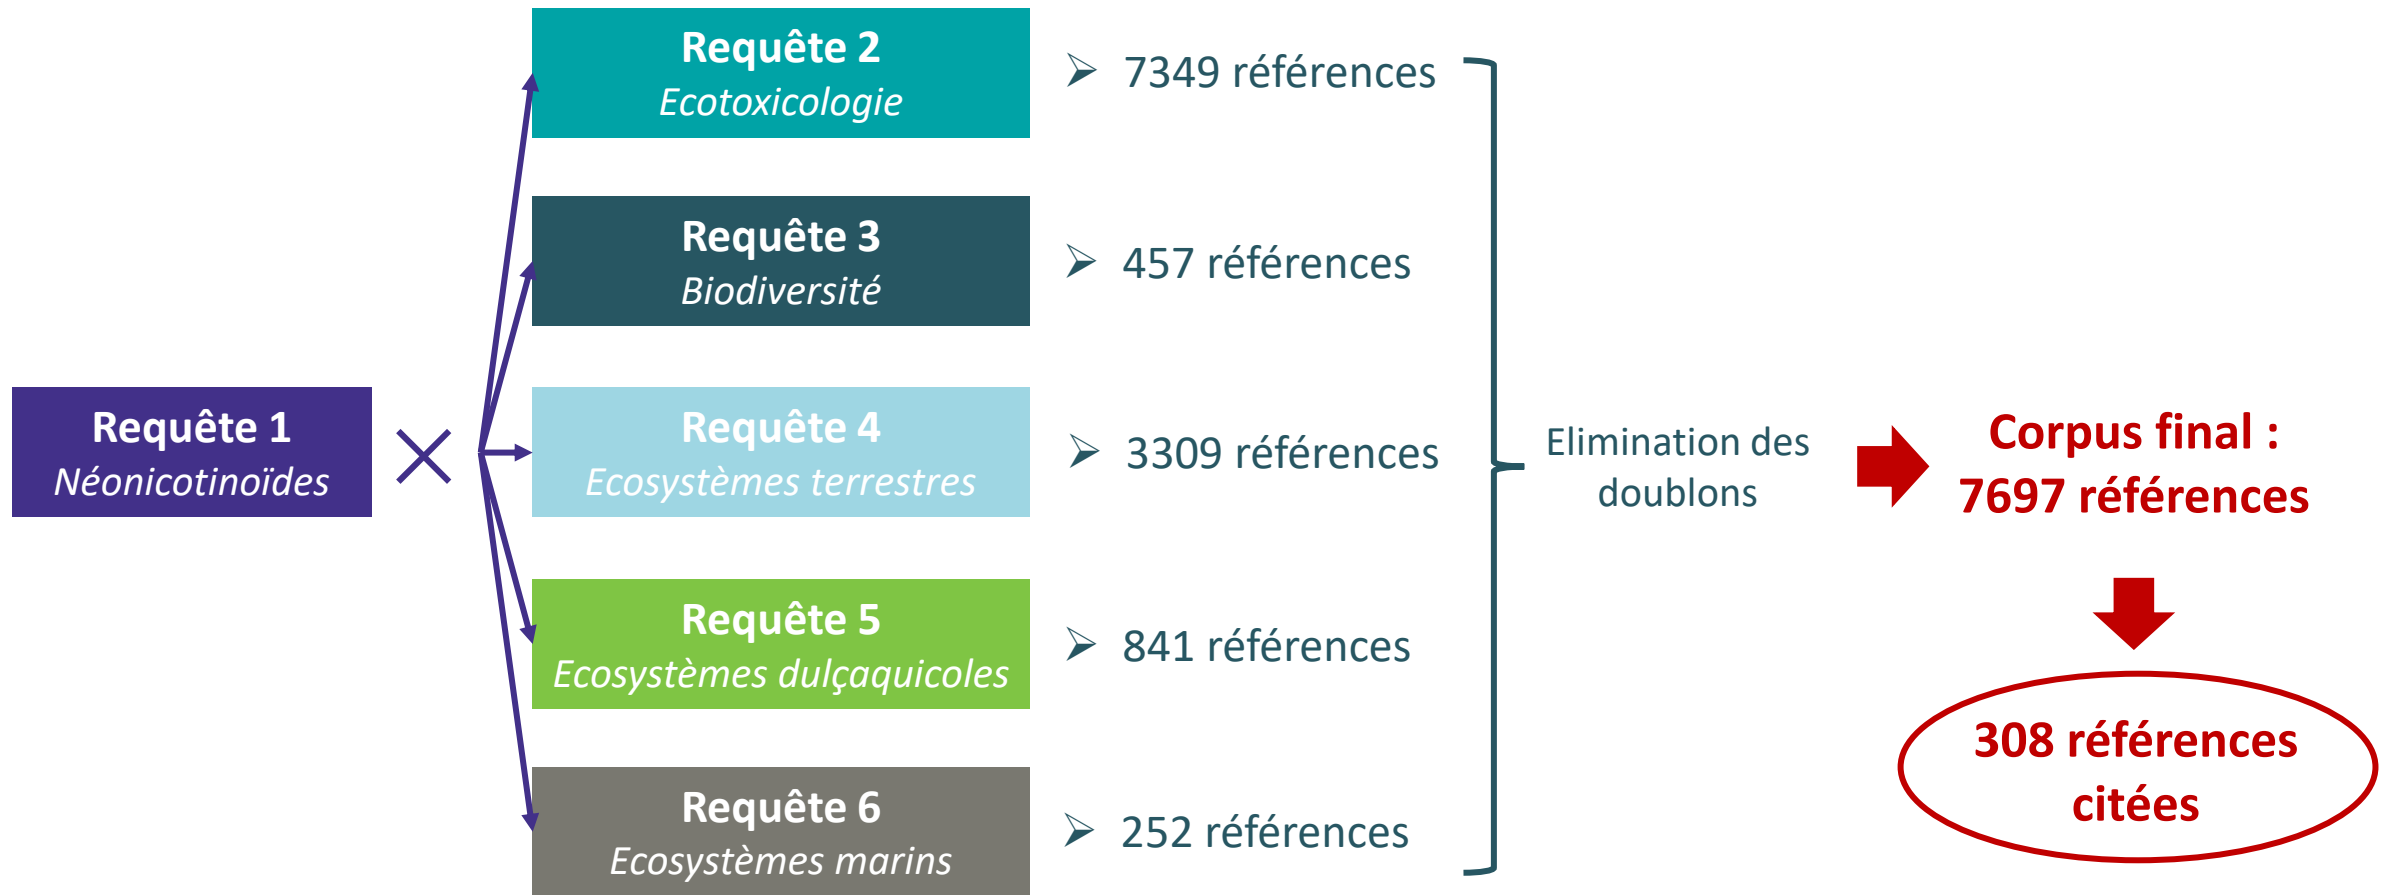 Requête 1
Néonicotinoïdes
Requête 2
Ecotoxicologie
7349 références
Requête 3
Biodiversité
457 références
Requête 4
Ecosystèmes terrestres
3309 références
Requête 5
Ecosystèmes dulçaquicoles
841 références
Requête 6
Ecosystèmes marins
252 références
Elimination des
doublons
Corpus final :
7697 références
308 références
citées